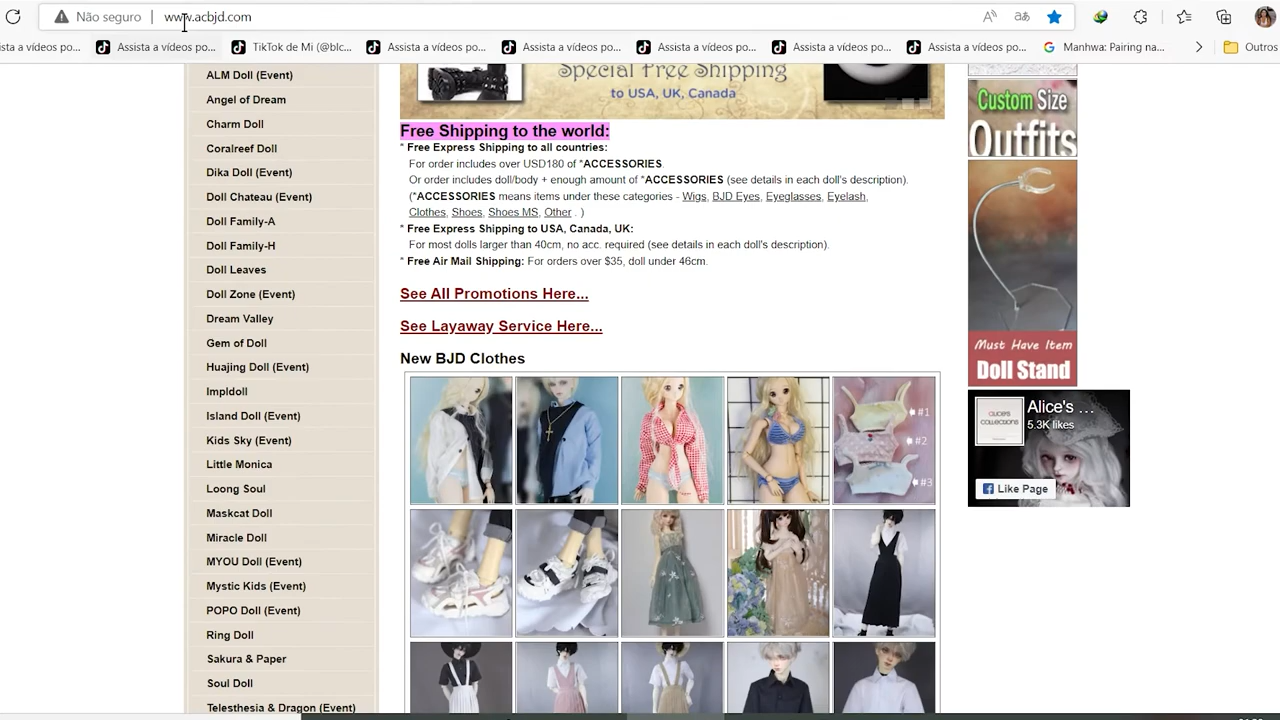 Não seguro
www.acbjd.com
ista a vídeos po...
Assista a vídeos po...
TikTok de Mi (@blc...
Assista a vídeos po...
Assista a vídeos po...
Assista a vídeos po...
Assista a vídeos po...
Assista a vídeos po...
Manhwa: Pairing na...
Outros
ALM Doll (Event)
Angel of Dream
Charm Doll
Coralreef Doll
Dika Doll (Event)
Doll Chateau (Event)
Doll Family-A
Doll Family-H
Doll Leaves
Doll Zone (Event)
Dream Valley
Gem of Doll
Huajing Doll (Event)
Impldoll
Island Doll (Event)
Kids Sky (Event)
Little Monica
Loong Soul
Maskcat Doll
Miracle Doll
MYOU Doll (Event)
Mystic Kids (Event)
POPO Doll (Event)
Ring Doll
Sakura & Paper
Soul Doll
Telesthesia & Dragon (Event)
Special Free Shipping
to USA, UK, Canada
Free Shipping to the world:
* Free Express Shipping to all countries:
For order includes over USD180 of *ACCESSORIES.
Or order includes doll/body + enough amount of *ACCESSORIES (see details in each doll's description).
(*ACCESSORIES means items under these categories - Wigs, BJD Eyes, Eyeglasses, Eyelash,
Clothes, Shoes, Shoes MS, Other . )
* Free Express Shipping to USA, Canada, UK:
For most dolls larger than 40cm, no acc. required (see details in each doll's description).
* Free Air Mail Shipping: For orders over $35, doll under 46cm.
See All Promotions Here...
See Layaway Service Here...
New BJD Clothes
#1
#2
#3
Custom Size
Outfits
Must Have Item
Doll Stand
ALICE'S
COLLECTIONS
Alice's ...
5.3K likes
Like Page